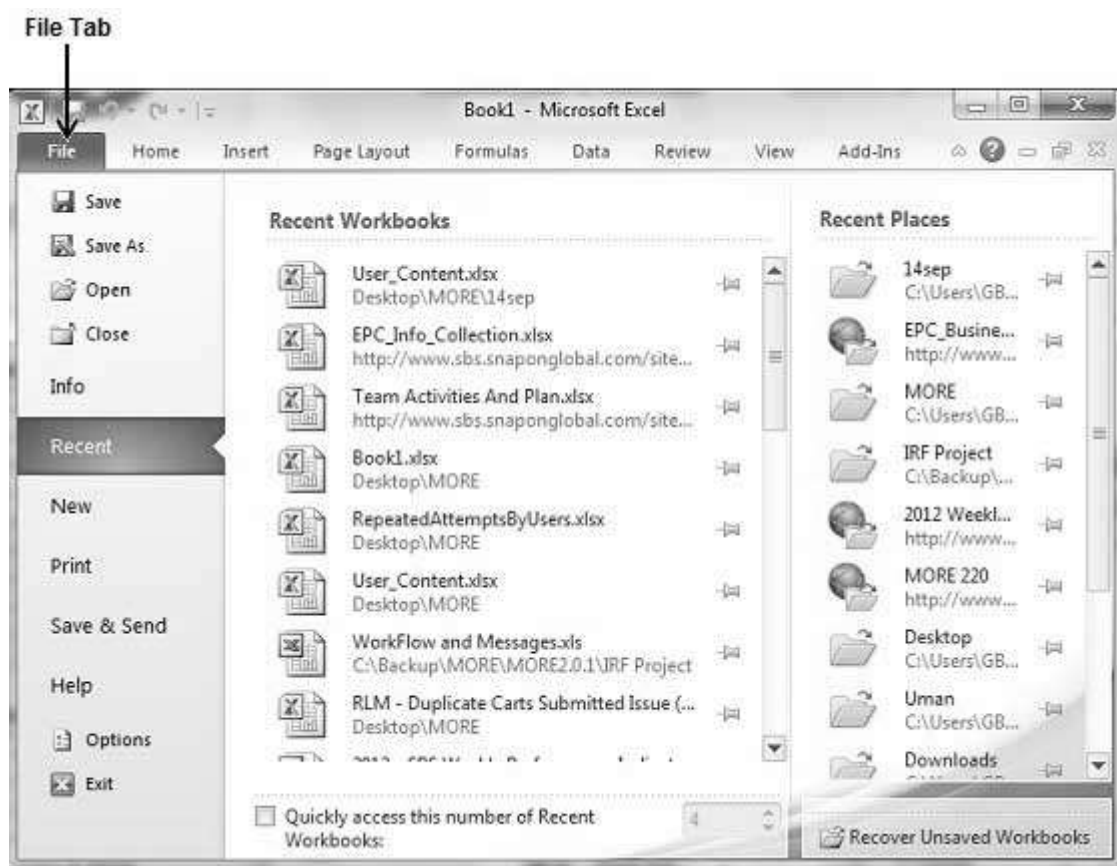 File Tab
Book1 - Microsoft Excel
File Home Insert Page Layout Formulas Data Review View Add-Ins
Save
Save As
Open
Close
Info
Recent
New
Print
Save & Send
Help
Options
Exit
Recent Workbooks
User_Content.xlsx
Desktop\MORE\14sep
EPC_Info_Collection.xlsx
http://www.sbs.snaponglobal.com/site...
Team Activities And Plan.xlsx
http://www.sbs.snaponglobal.com/site...
Book1.xlsx
Desktop\MORE
RepeatedAttemptsByUsers.xlsx
Desktop\MORE
User_Content.xlsx
Desktop\MORE
WorkFlow and Messages.xls
C:\Backup\MORE\MORE2.0.1\IRF Project
RLM - Duplicate Carts Submitted Issue (...
Desktop\MORE
Quickly access this number of Recent
Workbooks:
4
Recent Places
14sep
C:\Users\GB...
EPC_Busine...
http://www...
MORE
C:\Users\GB...
IRF Project
C:\Backup\...
2012 Weekl...
http://www...
MORE 220
http://www...
Desktop
C:\Users\GB...
Uman
C:\Users\GB...
Downloads
Recover Unsaved Workbooks